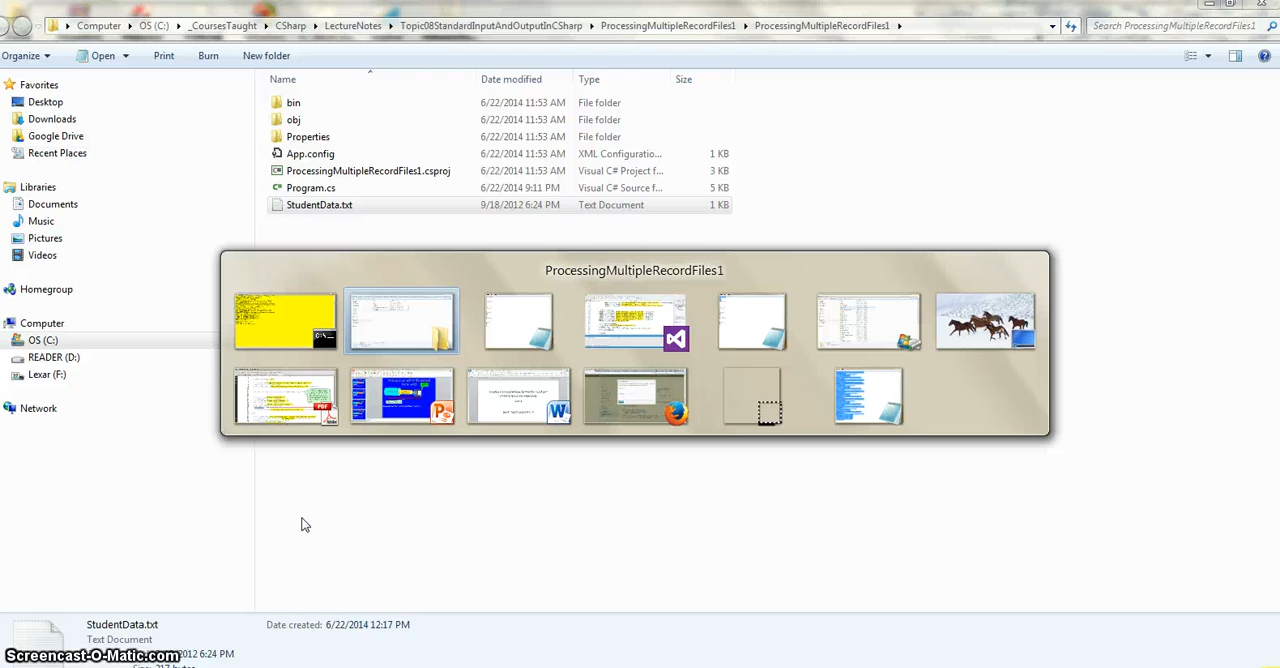 Computer OS (C:) _CoursesTaught CSharp LectureNotes Topic08StandardInputAndOutputInCSharp ProcessingMultipleRecordFiles1 ProcessingMultipleRecordFiles1 Search ProcessingMultipleRecordFiles1
Organize Open Print Burn New folder
Name Date modified Type Size
Favorites
Desktop
Downloads
Google Drive
Recent Places
Libraries
Documents
Music
Pictures
Videos
Homegroup
Computer
OS (C:)
READER (D:)
Lexar (F:)
Network
bin 6/22/2014 11:53 AM File folder
obj 6/22/2014 11:53 AM File folder
Properties 6/22/2014 11:53 AM File folder
App.config 6/22/2014 11:53 AM XML Configuratio... 1 KB
ProcessingMultipleRecordFiles1.csproj 6/22/2014 11:53 AM Visual C# Project f... 3 KB
Program.cs 6/22/2014 9:11 PM Visual C# Source f... 5 KB
StudentData.txt 9/18/2012 6:24 PM Text Document 1 KB
ProcessingMultipleRecordFiles1
StudentData.txt Date created: 6/22/2014 12:17 PM
Text Document
2012 6:24 PM
Screencast-O-Matic.com